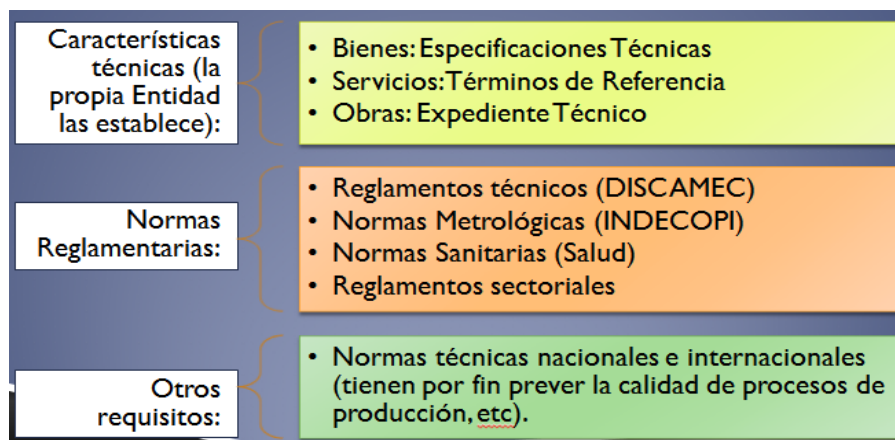 Características
técnicas (la
propia Entidad
las establece):
• Bienes: Especificaciones Técnicas
• Servicios: Términos de Referencia
• Obras: Expediente Técnico
Normas
Reglamentarias:
• Reglamentos técnicos (DISCAMEC)
• Normas Metrológicas (INDECOPI)
• Normas Sanitarias (Salud)
• Reglamentos sectoriales
Otros
requisitos:
• Normas técnicas nacionales e internacionales
(tienen por fin prever la calidad de procesos de
producción, etc).